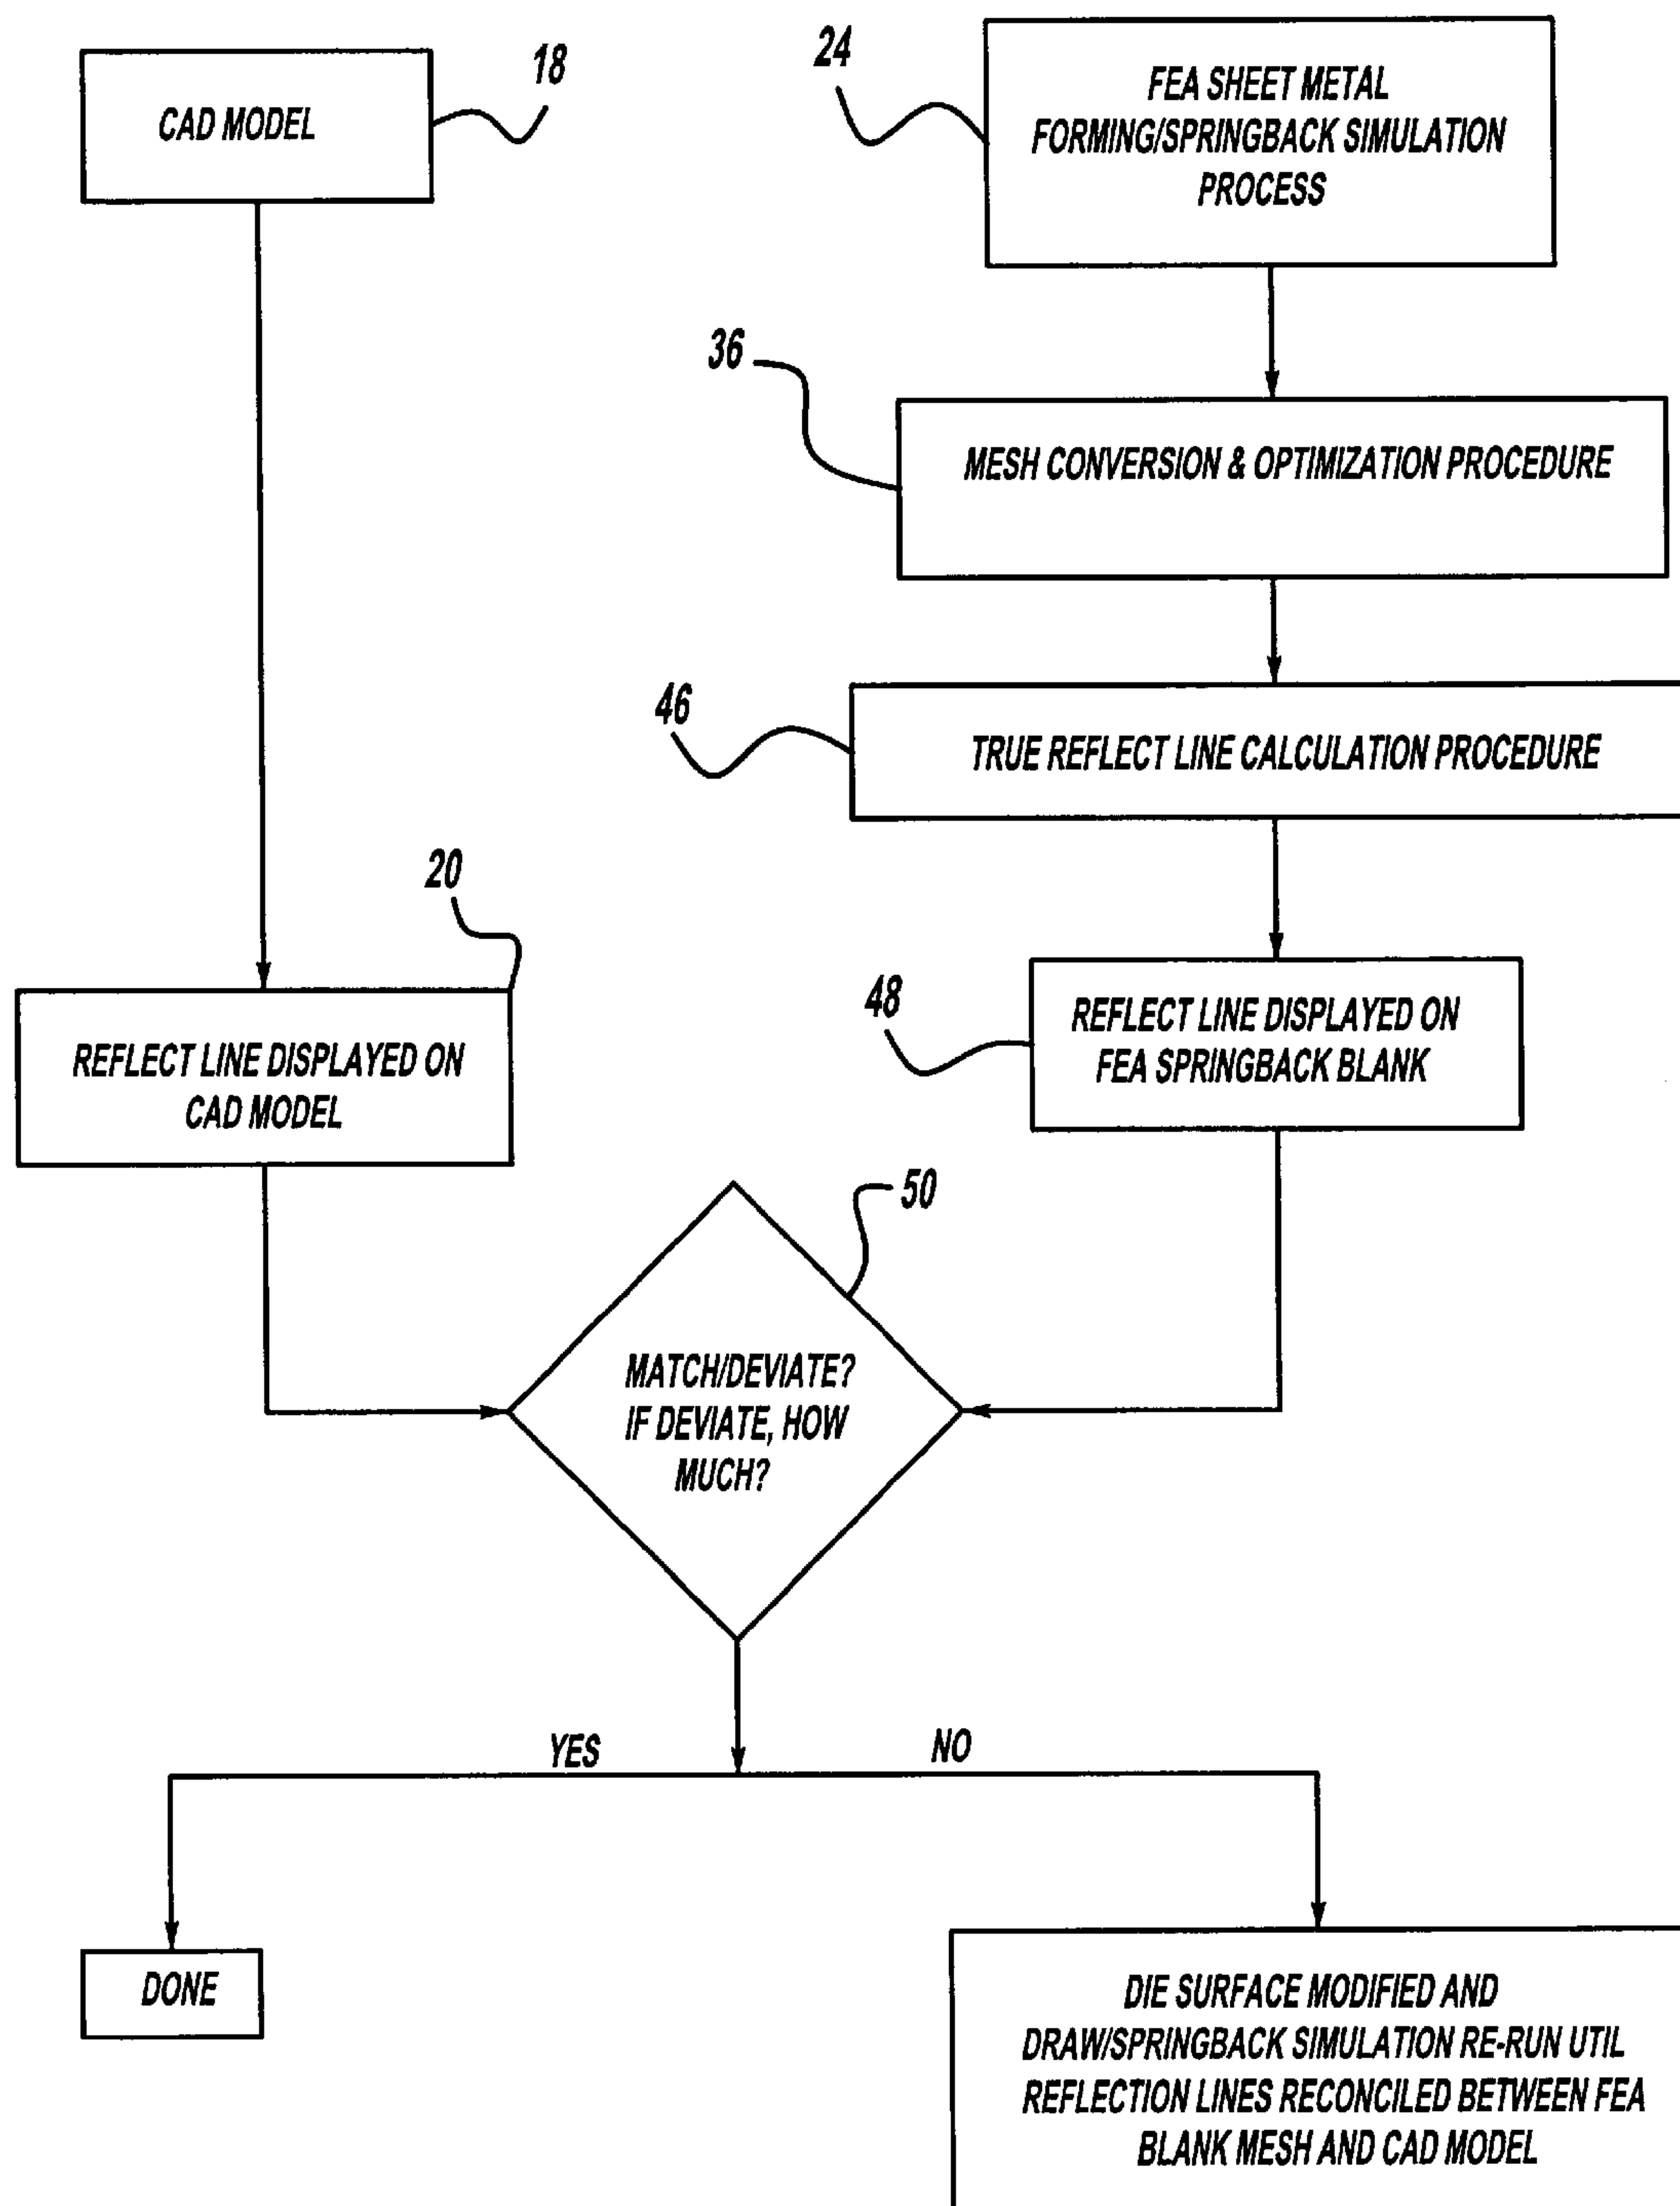 18
CAD MODEL
24
FEA SHEET METAL
FORMING/SPRINGBACK SIMULATION
PROCESS
36
MESH CONVERSION & OPTIMIZATION PROCEDURE
46
TRUE REFLECT LINE CALCULATION PROCEDURE
20
REFLECT LINE DISPLAYED ON
CAD MODEL
48
REFLECT LINE DISPLAYED ON
FEA SPRINGBACK BLANK
50
MATCH/DEVIATE?
IF DEVIATE, HOW
MUCH?
YES
NO
DONE
DIE SURFACE MODIFIED AND
DRAW/SPRINGBACK SIMULATION RE-RUN UTIL
REFLECTION LINES RECONCILED BETWEEN FEA
BLANK MESH AND CAD MODEL